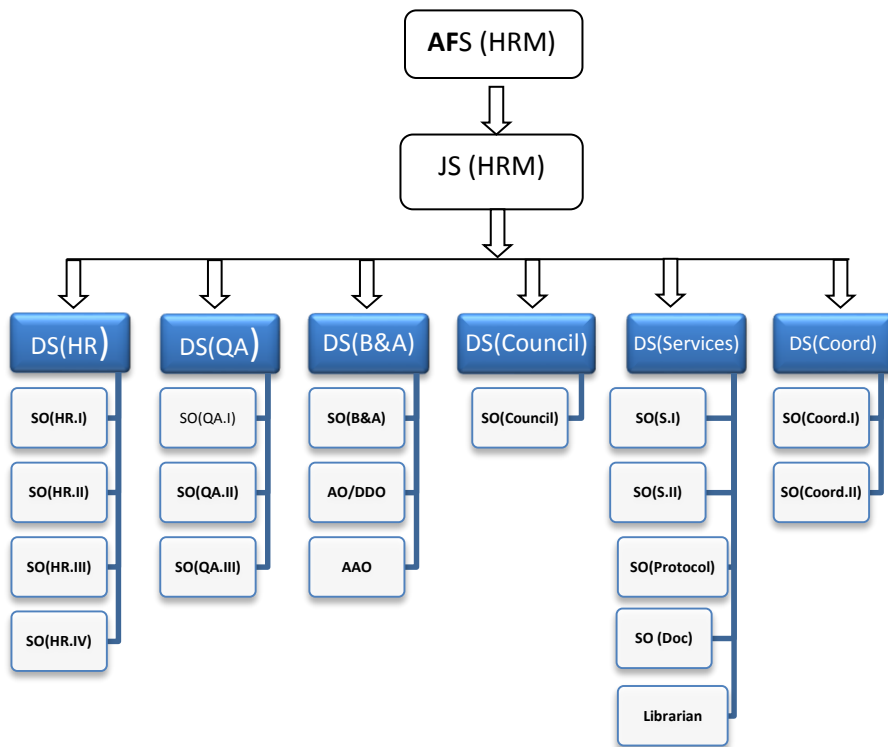 AFS (HRM)
JS (HRM)
DS(HR)
DS(QA)
DS(B&A)
DS(Council)
DS(Services)
DS(Coord)
SO(HR.I)
SO(QA.I)
SO(B&A)
SO(Council)
SO(S.I)
SO(Coord.I)
SO(HR.II)
SO(QA.II)
AO/DDO
SO(S.II)
SO(Coord.II)
SO(HR.III)
SO(QA.III)
AAO
SO(Protocol)
SO(HR.IV)
SO (Doc)
Librarian